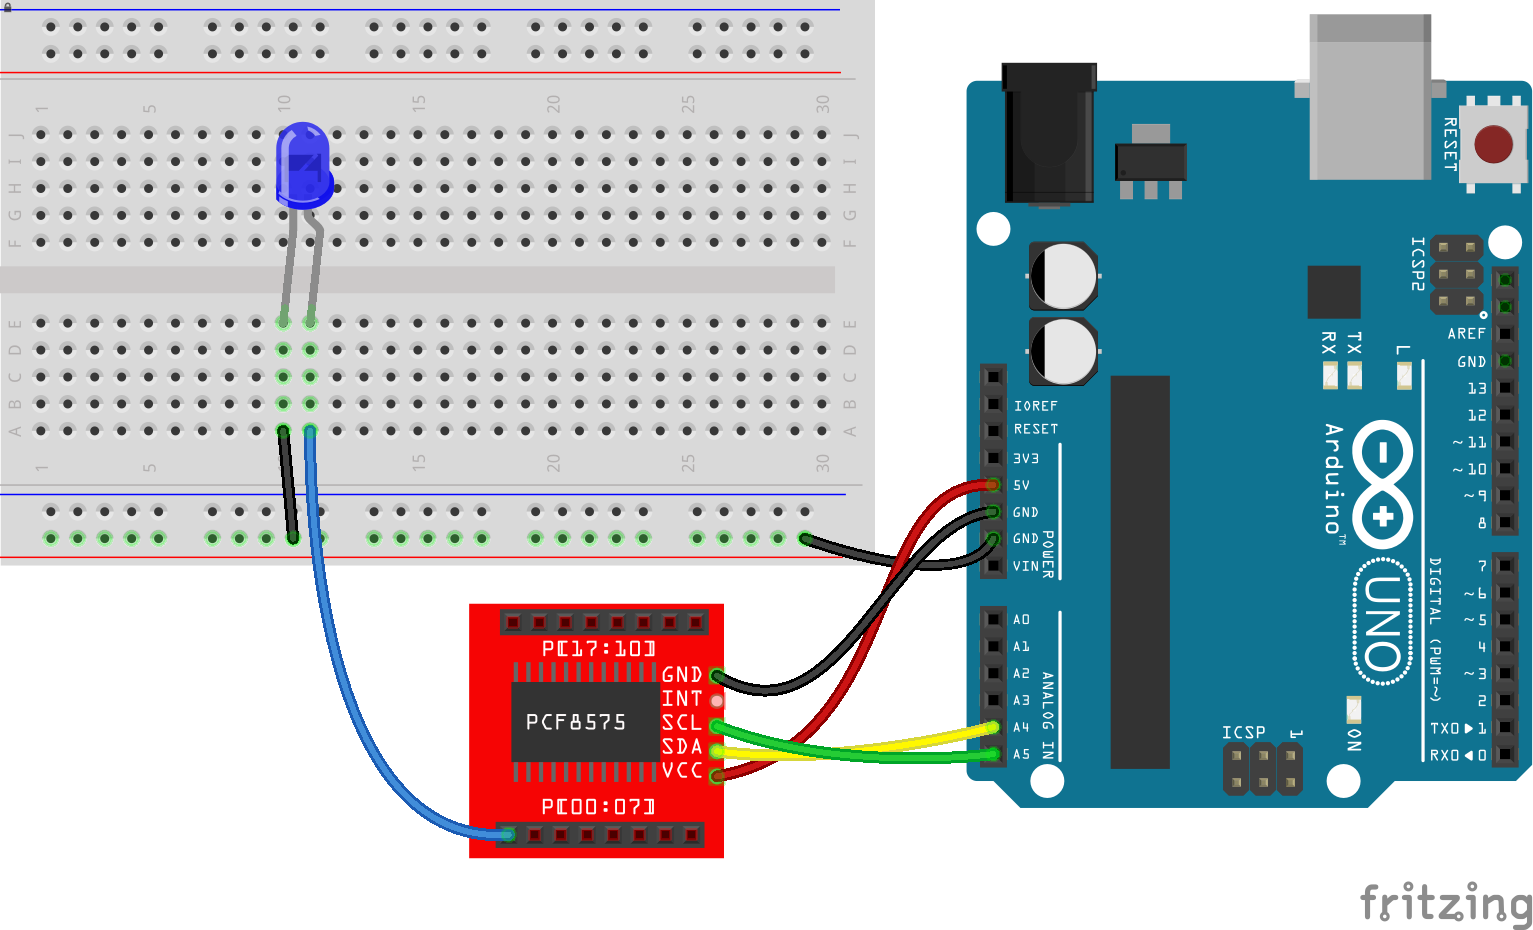 1 5 10 15 20 25 30
J J
I I
H H
G G
F F
E E
D D
C C
B B
A A
1 5 15 20 25 30
P[17:10]
GND
INT
SCL
SDA
VCC
PCF8575
P[00:07]
RESET
ICSP2
AREF
GND
13
12
~11
~10
~9
8
7
~6
~5
4
~3
2
TX0 1
RX0 0
RX TX L
IOREF
RESET
3V3
5V
GND
GND
VIN
POWER
A0
A1
A2
A3
A4
A5
ANALOG IN
Arduino™
UNO
DIGITAL (PWM=~)
ICSP 1
ON
fritzing